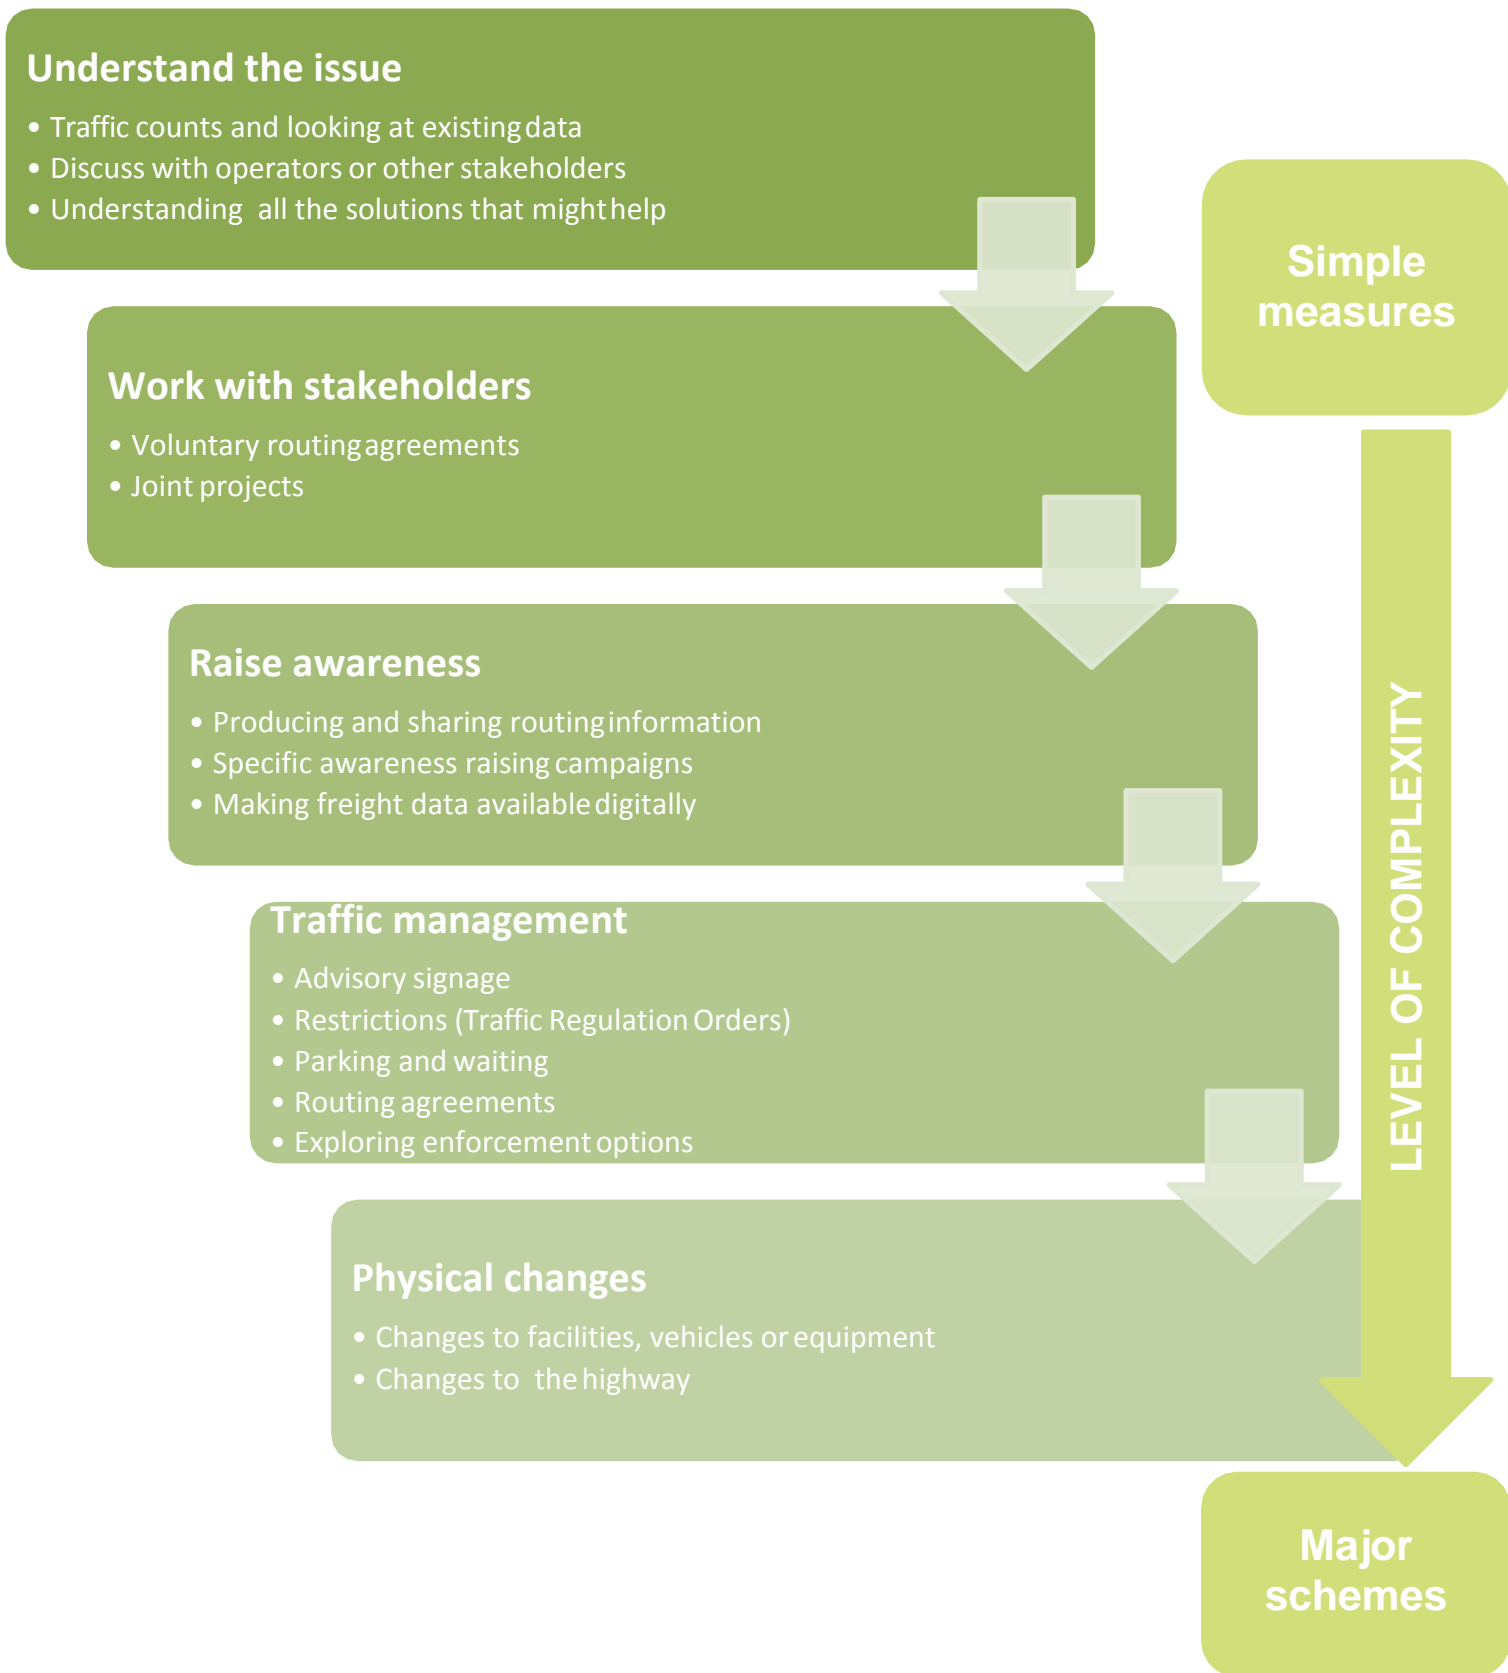 Understand the issue
• Traffic counts and looking at existing data
• Discuss with operators or other stakeholders
• Understanding all the solutions that might help
Simple
measures
Work with stakeholders
• Voluntary routing agreements
• Joint projects
Raise awareness
• Producing and sharing routing information
• Specific awareness raising campaigns
• Making freight data available digitally
LEVEL OF COMPLEXITY
Traffic management
• Advisory signage
• Restrictions (Traffic Regulation Orders)
• Parking and waiting
• Routing agreements
• Exploring enforcement options
Physical changes
• Changes to facilities, vehicles or equipment
• Changes to the highway
Major
schemes